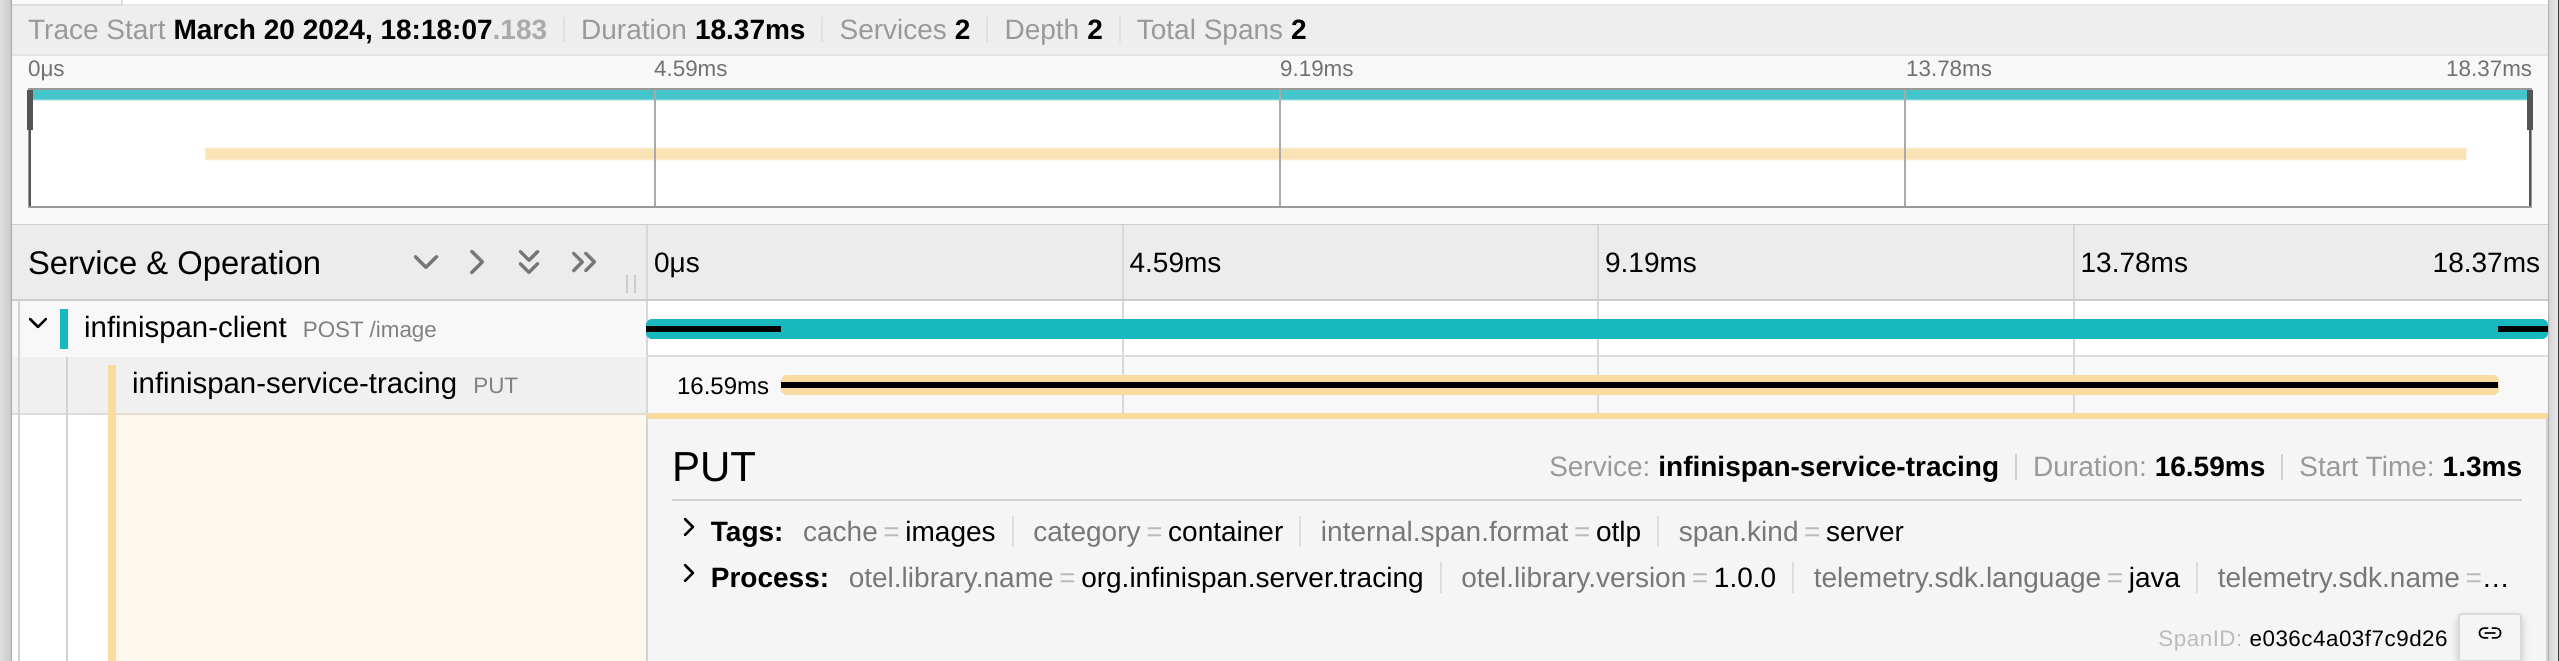 Trace Start March 20 2024, 18:18:07.183 Duration 18.37ms Services 2 Depth 2 Total Spans 2
0μs 4.59ms 9.19ms 13.78ms 18.37ms
Service & Operation 0μs 4.59ms 9.19ms 13.78ms 18.37ms
infinispan-client POST /image
infinispan-service-tracing PUT 16.59ms
PUT Service: infinispan-service-tracing Duration: 16.59ms Start Time: 1.3ms
Tags: cache = images category = container internal.span.format = otlp span.kind = server
Process: otel.library.name = org.infinispan.server.tracing otel.library.version = 1.0.0 telemetry.sdk.language = java telemetry.sdk.name =…
SpanID: e036c4a03f7c9d26